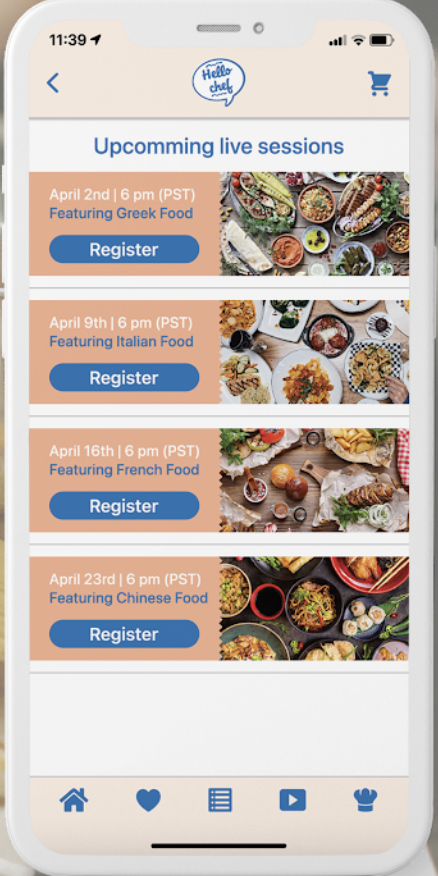 11:39
Hello
chef
Upcomming live sessions
April 2nd | 6 pm (PST)
Featuring Greek Food
Register
April 9th | 6 pm (PST)
Featuring Italian Food
Register
April 16th | 6 pm (PST)
Featuring French Food
Register
April 23rd | 6 pm (PST)
Featuring Chinese Food
Register